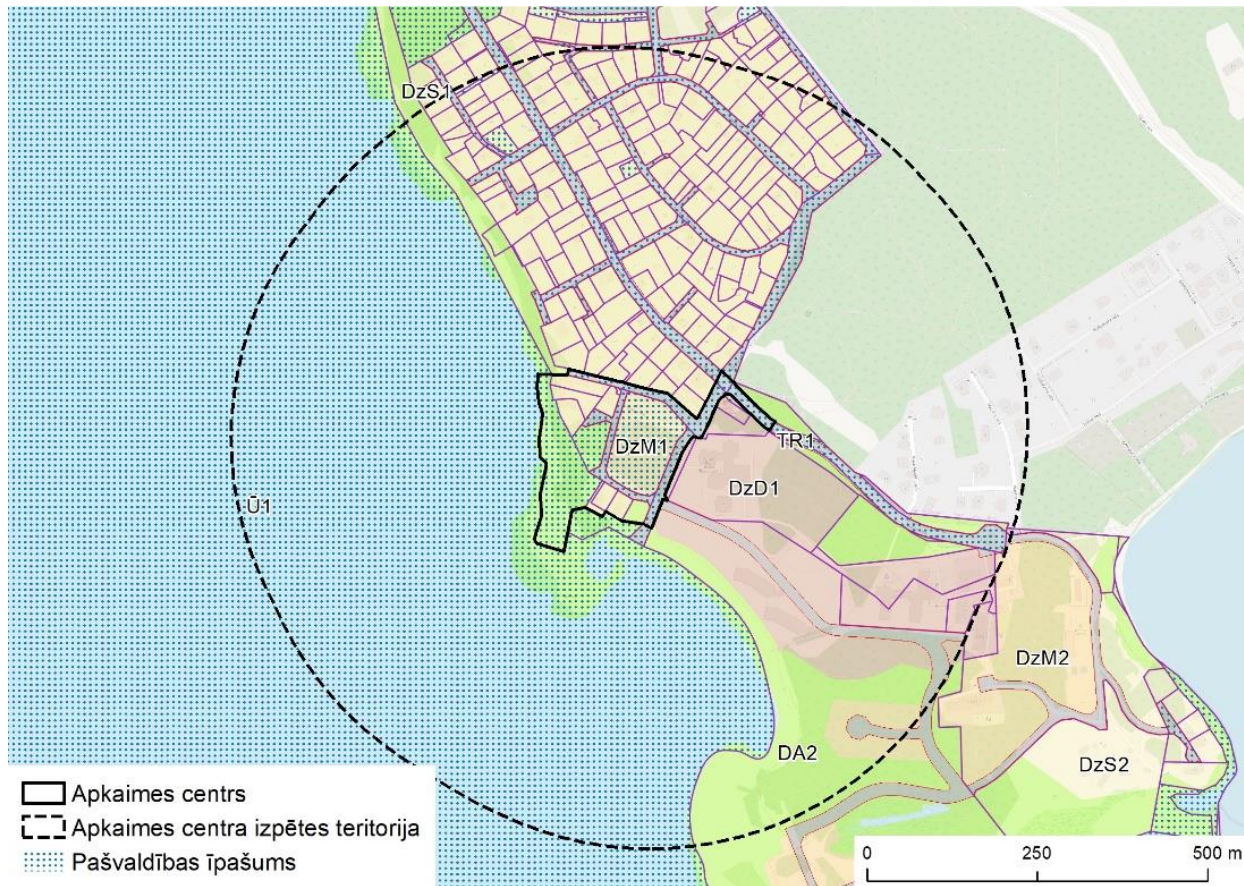 DzS1
DzM1
TR1
DzD1
Ū1
DzM2
DA2
DzS2
Apkaimes centrs
Apkaimes centra izpētes teritorija
Pašvaldības īpašums
0 250 500 m